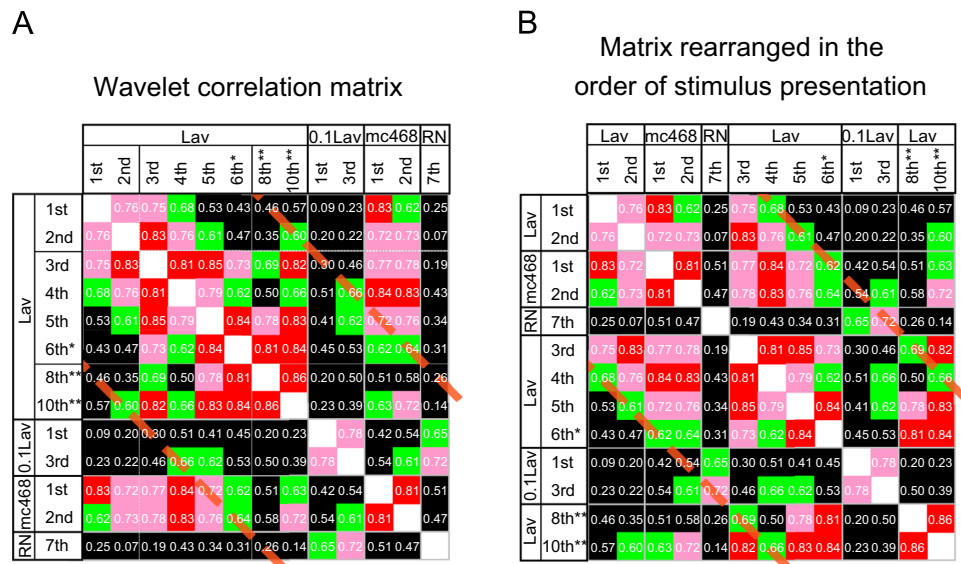 A
Wavelet correlation matrix
Lav 0.1Lav mc468 RN
1st 2nd 3rd 4th 5th 6th* 8th** 10th** 1st 3rd 1st 2nd 7th
Lav
1st 0.76 0.75 0.68 0.53 0.43 0.46 0.57 0.09 0.23 0.83 0.62 0.25
2nd 0.76 0.83 0.76 0.61 0.47 0.35 0.60 0.20 0.22 0.72 0.73 0.07
3rd 0.75 0.83 0.81 0.85 0.73 0.69 0.82 0.30 0.46 0.77 0.78 0.19
4th 0.68 0.76 0.81 0.79 0.62 0.50 0.66 0.51 0.66 0.84 0.83 0.43
5th 0.53 0.61 0.85 0.79 0.84 0.78 0.83 0.41 0.62 0.72 0.76 0.34
6th* 0.43 0.47 0.73 0.62 0.84 0.81 0.84 0.45 0.53 0.62 0.64 0.31
8th** 0.46 0.35 0.69 0.50 0.78 0.81 0.86 0.20 0.50 0.51 0.58 0.26
10th** 0.57 0.60 0.82 0.66 0.83 0.84 0.86 0.23 0.39 0.63 0.72 0.14
0.1Lav
1st 0.09 0.20 0.30 0.51 0.41 0.45 0.20 0.23 0.78 0.42 0.54 0.65
3rd 0.23 0.22 0.46 0.66 0.62 0.53 0.50 0.39 0.78 0.54 0.61 0.72
mc468
1st 0.83 0.72 0.77 0.84 0.72 0.62 0.51 0.63 0.42 0.54 0.81 0.51
2nd 0.62 0.73 0.78 0.83 0.76 0.64 0.58 0.72 0.54 0.61 0.81 0.47
RN
7th 0.25 0.07 0.19 0.43 0.34 0.31 0.26 0.14 0.65 0.72 0.51 0.47
B
Matrix rearranged in the
order of stimulus presentation
Lav mc468 RN Lav 0.1Lav Lav
1st 2nd 1st 2nd 7th 3rd 4th 5th 6th* 1st 3rd 8th** 10th**
Lav
1st 0.76 0.83 0.62 0.25 0.75 0.68 0.53 0.43 0.09 0.23 0.46 0.57
2nd 0.76 0.72 0.73 0.07 0.83 0.76 0.61 0.47 0.20 0.22 0.35 0.60
mc468
1st 0.83 0.72 0.81 0.51 0.77 0.84 0.72 0.62 0.42 0.54 0.51 0.63
2nd 0.62 0.73 0.81 0.47 0.78 0.83 0.76 0.64 0.54 0.61 0.58 0.72
RN
7th 0.25 0.07 0.51 0.47 0.19 0.43 0.34 0.31 0.65 0.72 0.26 0.14
Lav
3rd 0.75 0.83 0.77 0.78 0.19 0.81 0.85 0.73 0.30 0.46 0.69 0.82
4th 0.68 0.76 0.84 0.83 0.43 0.81 0.79 0.62 0.51 0.66 0.50 0.66
5th 0.53 0.61 0.72 0.76 0.34 0.85 0.79 0.84 0.41 0.62 0.78 0.83
6th* 0.43 0.47 0.62 0.64 0.31 0.73 0.62 0.84 0.45 0.53 0.81 0.84
0.1Lav
1st 0.09 0.20 0.42 0.54 0.65 0.30 0.51 0.41 0.45 0.78 0.20 0.23
3rd 0.23 0.22 0.54 0.61 0.72 0.46 0.66 0.62 0.53 0.78 0.50 0.39
Lav
8th** 0.46 0.35 0.51 0.58 0.26 0.69 0.50 0.78 0.81 0.20 0.50 0.86
10th** 0.57 0.60 0.63 0.72 0.14 0.82 0.66 0.83 0.84 0.23 0.39 0.86